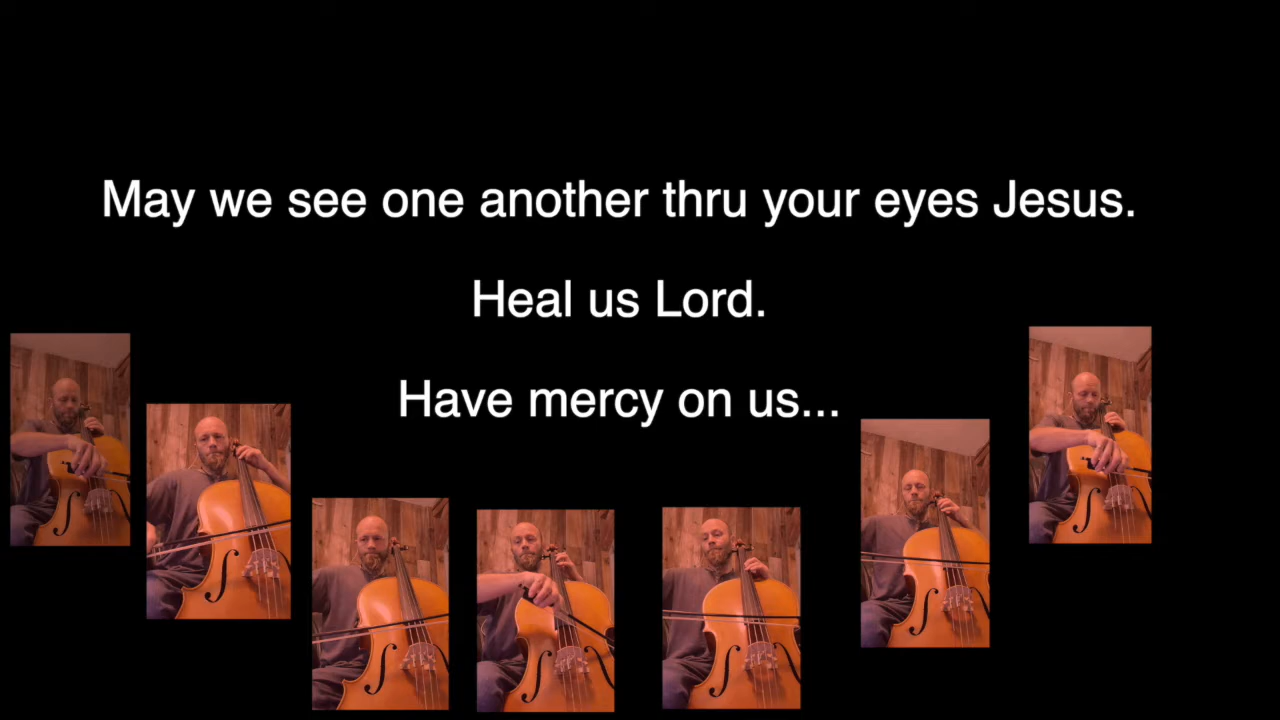 May we see one another thru your eyes Jesus.
Heal us Lord.
Have mercy on us...